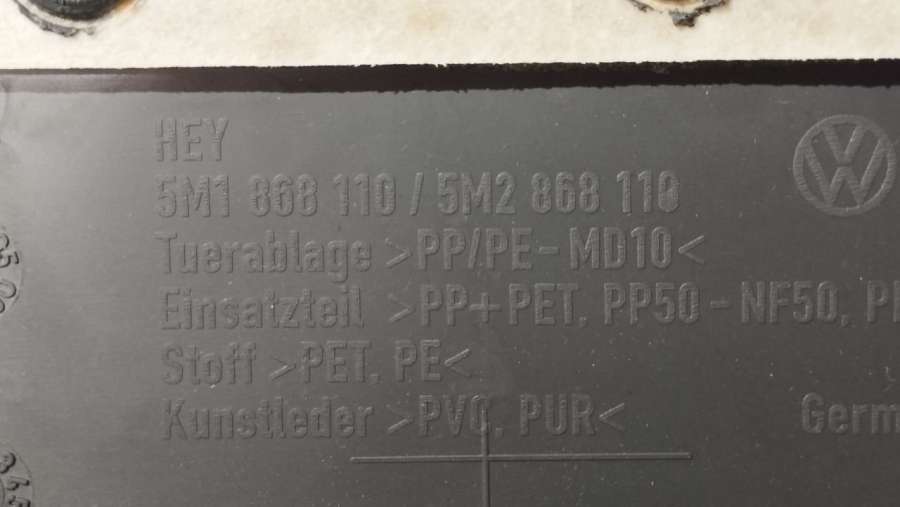 HEY
5M1 868 110 / 5M2 868 110
Tuerablage >PP/PE-MD10<
Einsatzteil >PP+PET, PP50-NF50,
Stoff >PET, PE<
Kunstleder >PVC, PUR<